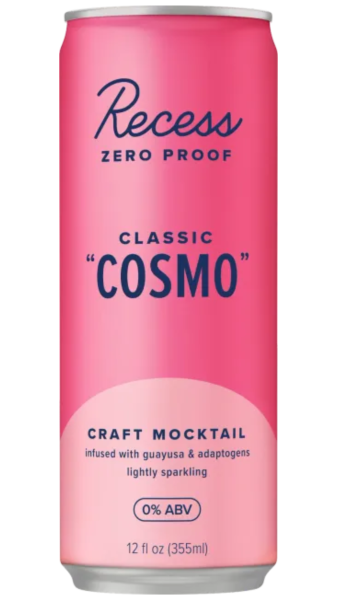 Recess
ZERO PROOF
CLASSIC
“COSMO”
CRAFT MOCKTAIL
infused with guayusa & adaptogens
lightly sparkling
0% ABV
12 fl oz (355ml)